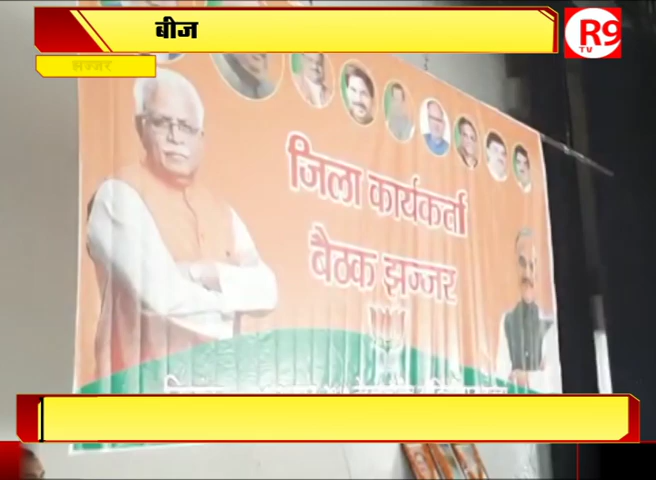 बीज
R9
TV
झज्जर
जिला कार्यकर्ता
बैठक झज्जर